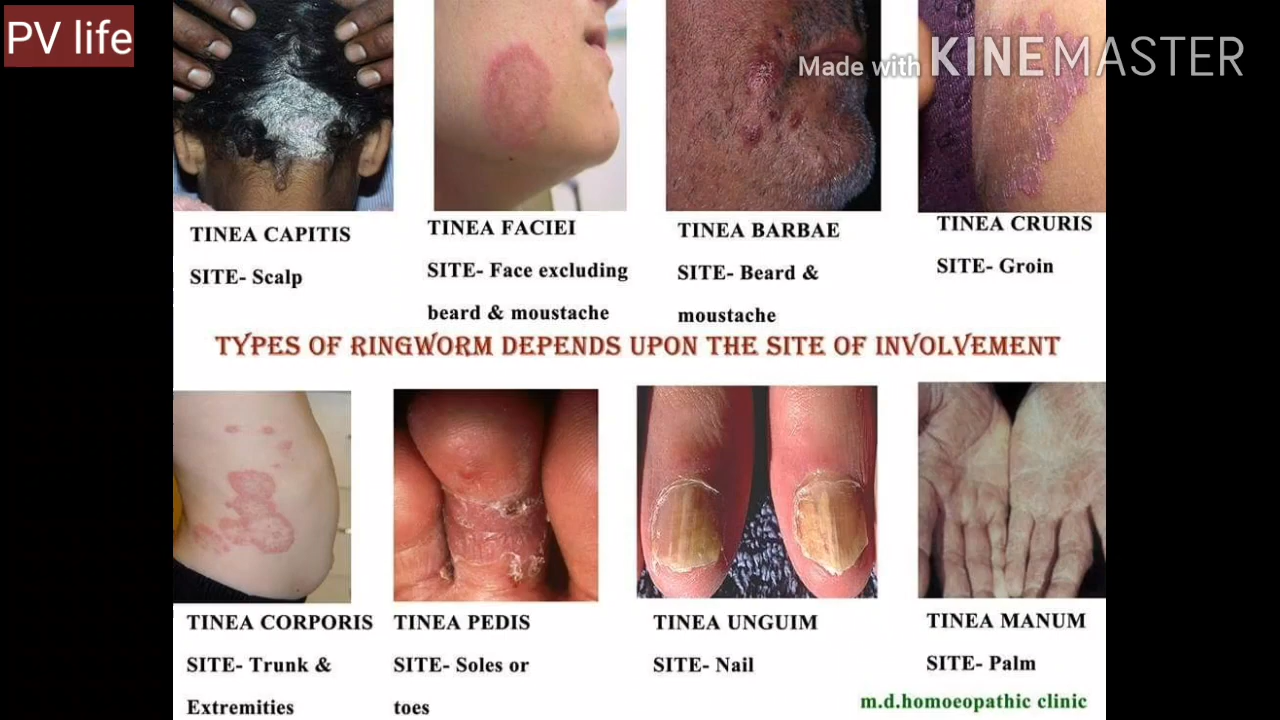 PV life
Made with KINEMASTER
TINEA CAPITIS
SITE- Scalp
TINEA FACIEI
SITE- Face excluding
beard & moustache
TINEA BARBAE
SITE- Beard &
moustache
TINEA CRURIS
SITE- Groin
TYPES OF RINGWORM DEPENDS UPON THE SITE OF INVOLVEMENT
TINEA CORPORIS
SITE- Trunk &
Extremities
TINEA PEDIS
SITE- Soles or
toes
TINEA UNGUIM
SITE- Nail
TINEA MANUM
SITE- Palm
m.d.homoeopathic clinic